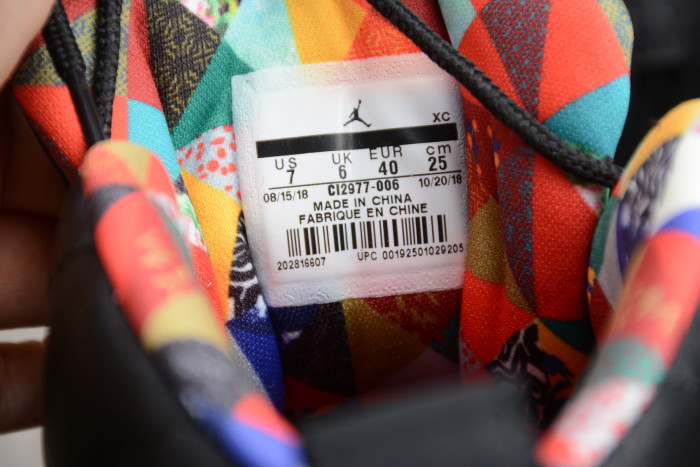 XC
US UK EUR cm
7 6 40 25
08/15/18 CI2977-006 10/20/18
MADE IN CHINA
FABRIQUE EN CHINE
202816607 UPC 00192501029205